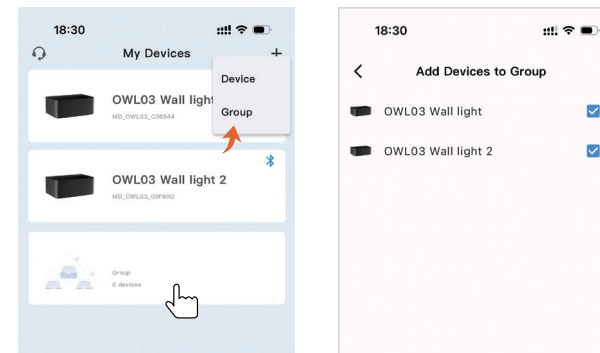 18:30
My Devices
+
Device
Group
OWL03 Wall light
MD_OWL03_C06544
OWL03 Wall light 2
MD_OWL03_09F89D
Group
0 devices
18:30
Add Devices to Group
OWL03 Wall light
OWL03 Wall light 2